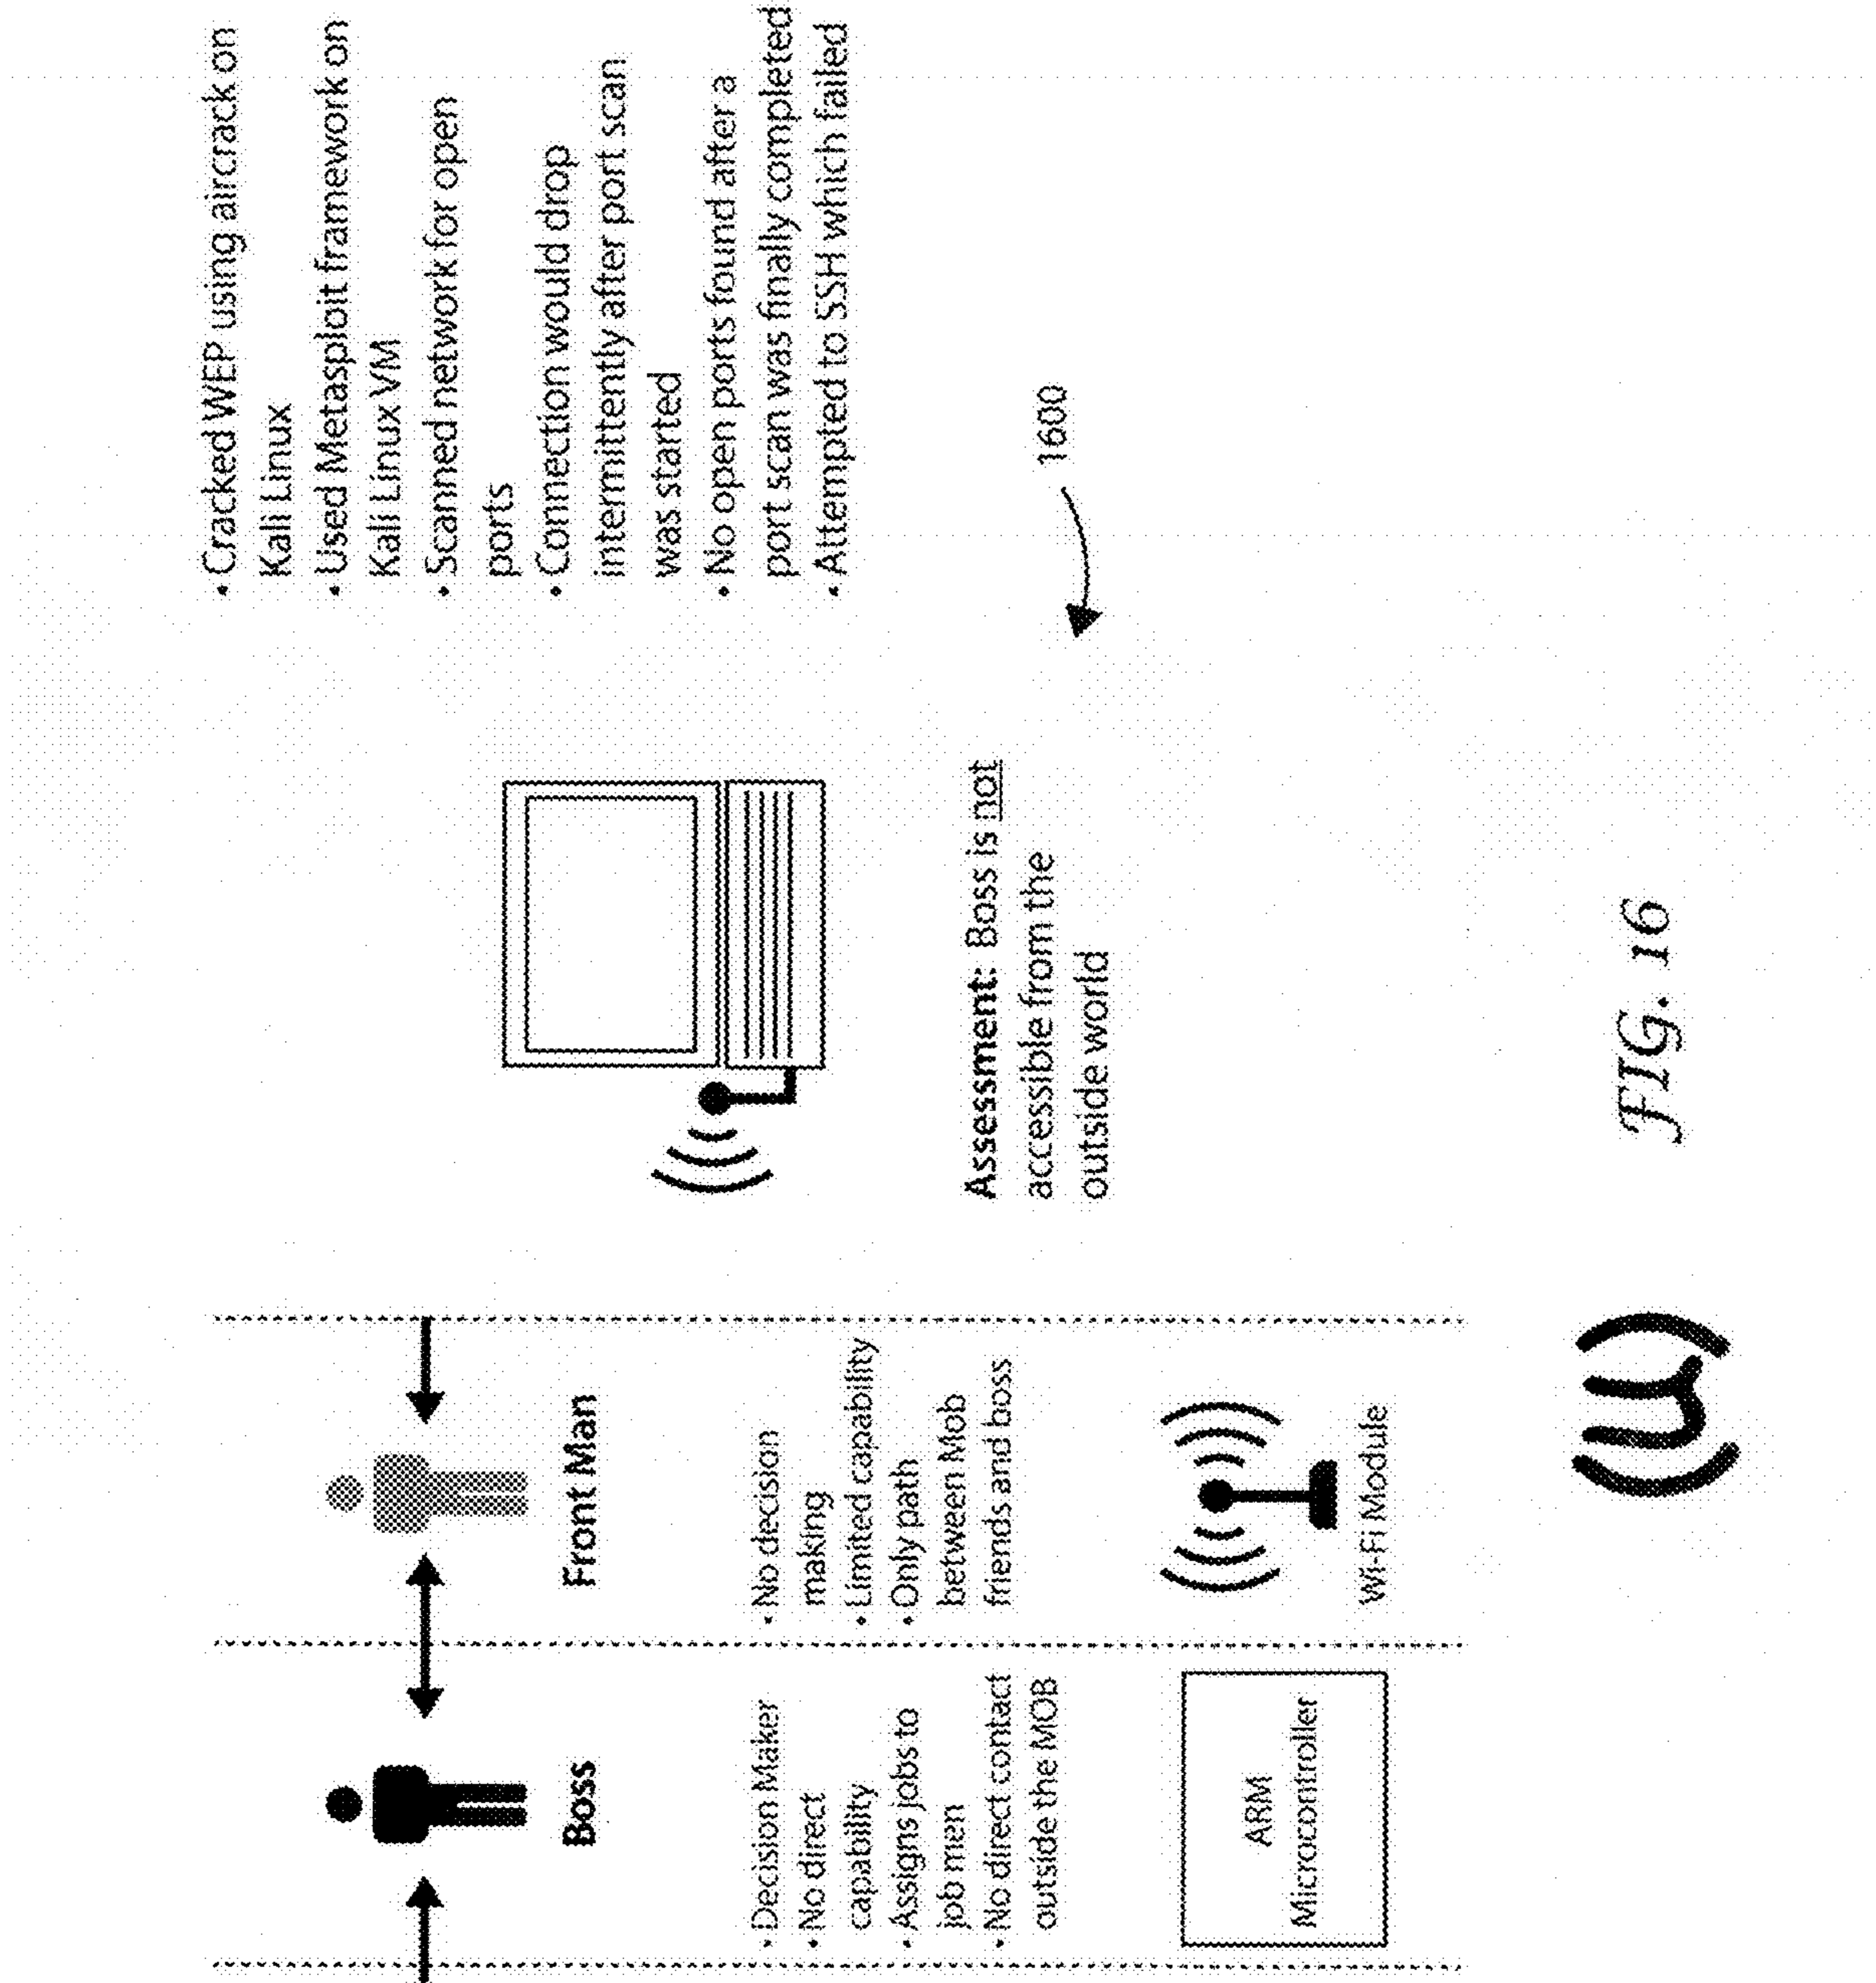 Boss
• Decision Maker
• No direct
capability
• Assigns jobs to
job men
• No direct contact
outside the MOB
ARM
Microcontroller
Front Man
• No decision
making
• Limited capability
• Only path
between Mob
friends and boss
Wi-Fi Module
Assessment: Boss is not
accessible from the
outside world
• Cracked WEP using aircrack on
Kali Linux
• Used Metasploit framework on
Kali Linux VM
• Scanned network for open
ports
• Connection would drop
intermittently after port scan
was started
• No open ports found after a
port scan was finally completed
• Attempted to SSH which failed
1600
FIG. 16